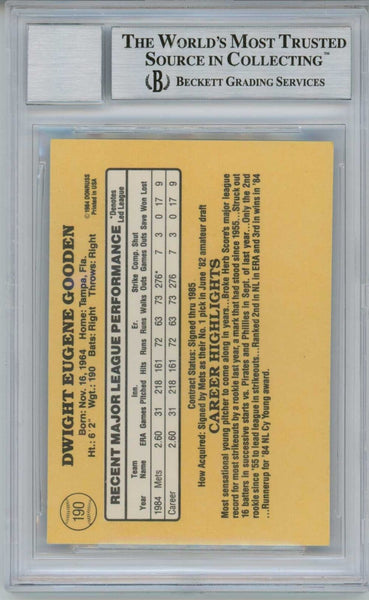 THE WORLD'S MOST TRUSTED
SOURCE IN COLLECTING™
B BECKETT GRADING SERVICES
190
DWIGHT EUGENE GOODEN
Born: Nov. 16, 1964 Home: Tampa, Fla.
Ht.: 6'2" Wgt.: 190 Bats: Right Throws: Right
© 1984 DONRUSS
Printed in USA
RECENT MAJOR LEAGUE PERFORMANCE *Denotes Led League
Year Team Name ERA Games Inn. Pitched Hits Runs Er. Runs Walks Strike Outs Comp. Games Shut Outs Save Won Lost
1984 Mets 2.60 31 218 161 72 63 73 276* 7 3 0 17 9
Career 2.60 31 218 161 72 63 73 276 7 3 0 17 9
Contract Status: Signed thru 1985
How Acquired: Signed by Mets as their No. 1 pick in June '82 amateur draft
CAREER HIGHLIGHTS
Most sensational young pitcher to come along in years...Broke Herb Score's major league
record for most strikeouts by a rookie last year, a mark that had stood since 1955...Struck out
16 batters in successive starts vs. Pirates and Phillies in Sept. of last year...Only the 2nd
rookie since '55 to lead league in strikeouts...Ranked 2nd in NL in ERA and 3rd in wins in '84
...Runnerup for '84 NL Cy Young award.